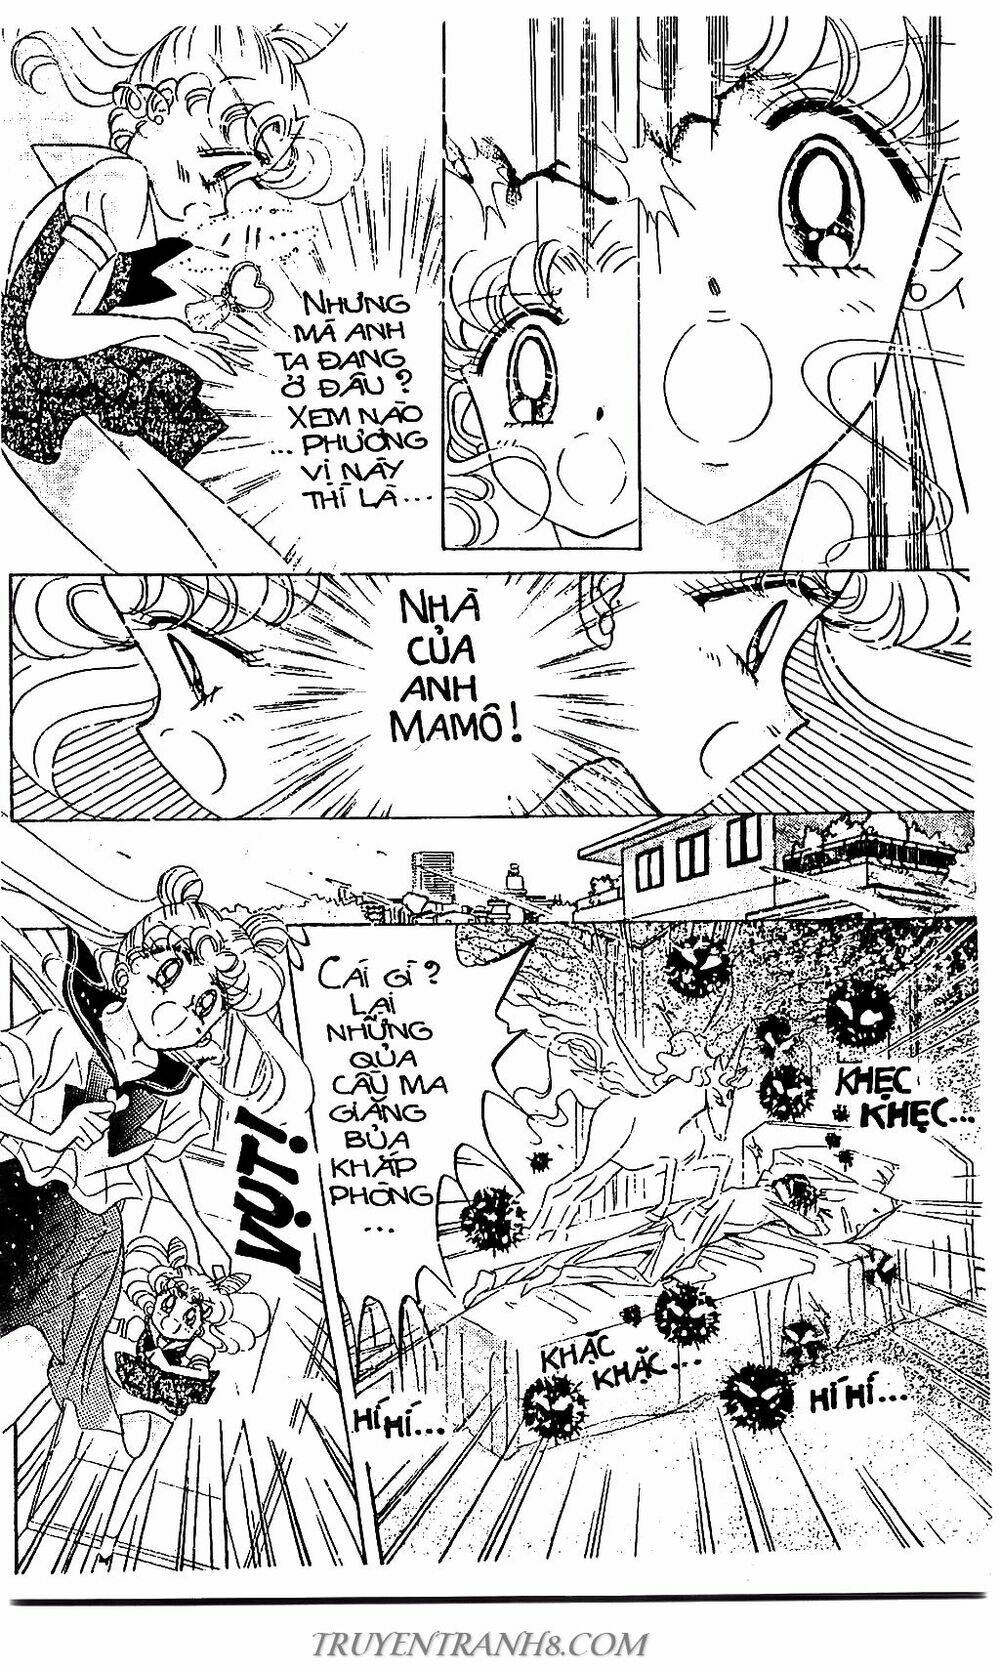 NHƯNG
MÀ ANH
TA ĐANG
Ở ĐÂU?
XEM NÀO
... PHƯƠNG
VỊ NÀY
THÌ LÀ...
NHÀ
CỦA
ANH
MAMÔ!
CÁI GÌ?
LẠI
NHỮNG
QỦA
CẦU MA
GIĂNG
BỦA
KHẮP
PHÒNG
...
VỤT!
KHẸC
KHẸC...
KHẶC
KHẶC...
HÍ HÍ...
HÍ HÍ...
TRUYENTRANH8.COM